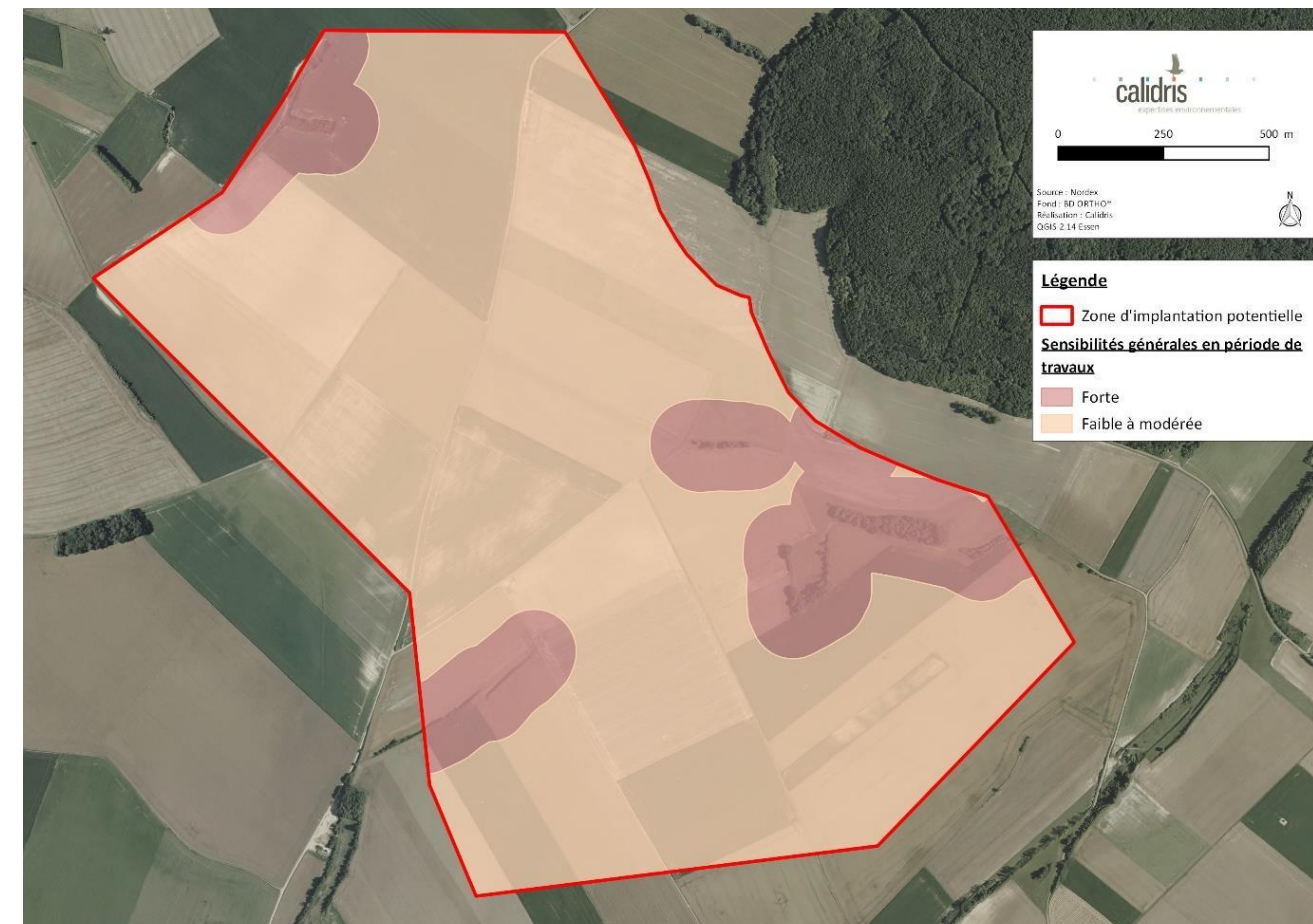 calidris
expertises environnementales
0 250 500 m
Source : Nordex
Fond : BD ORTHO®
Réalisation : Calidris
QGIS 2.14 Essen
N
Légende
Zone d'implantation potentielle
Sensibilités générales en période de
travaux
Forte
Faible à modérée